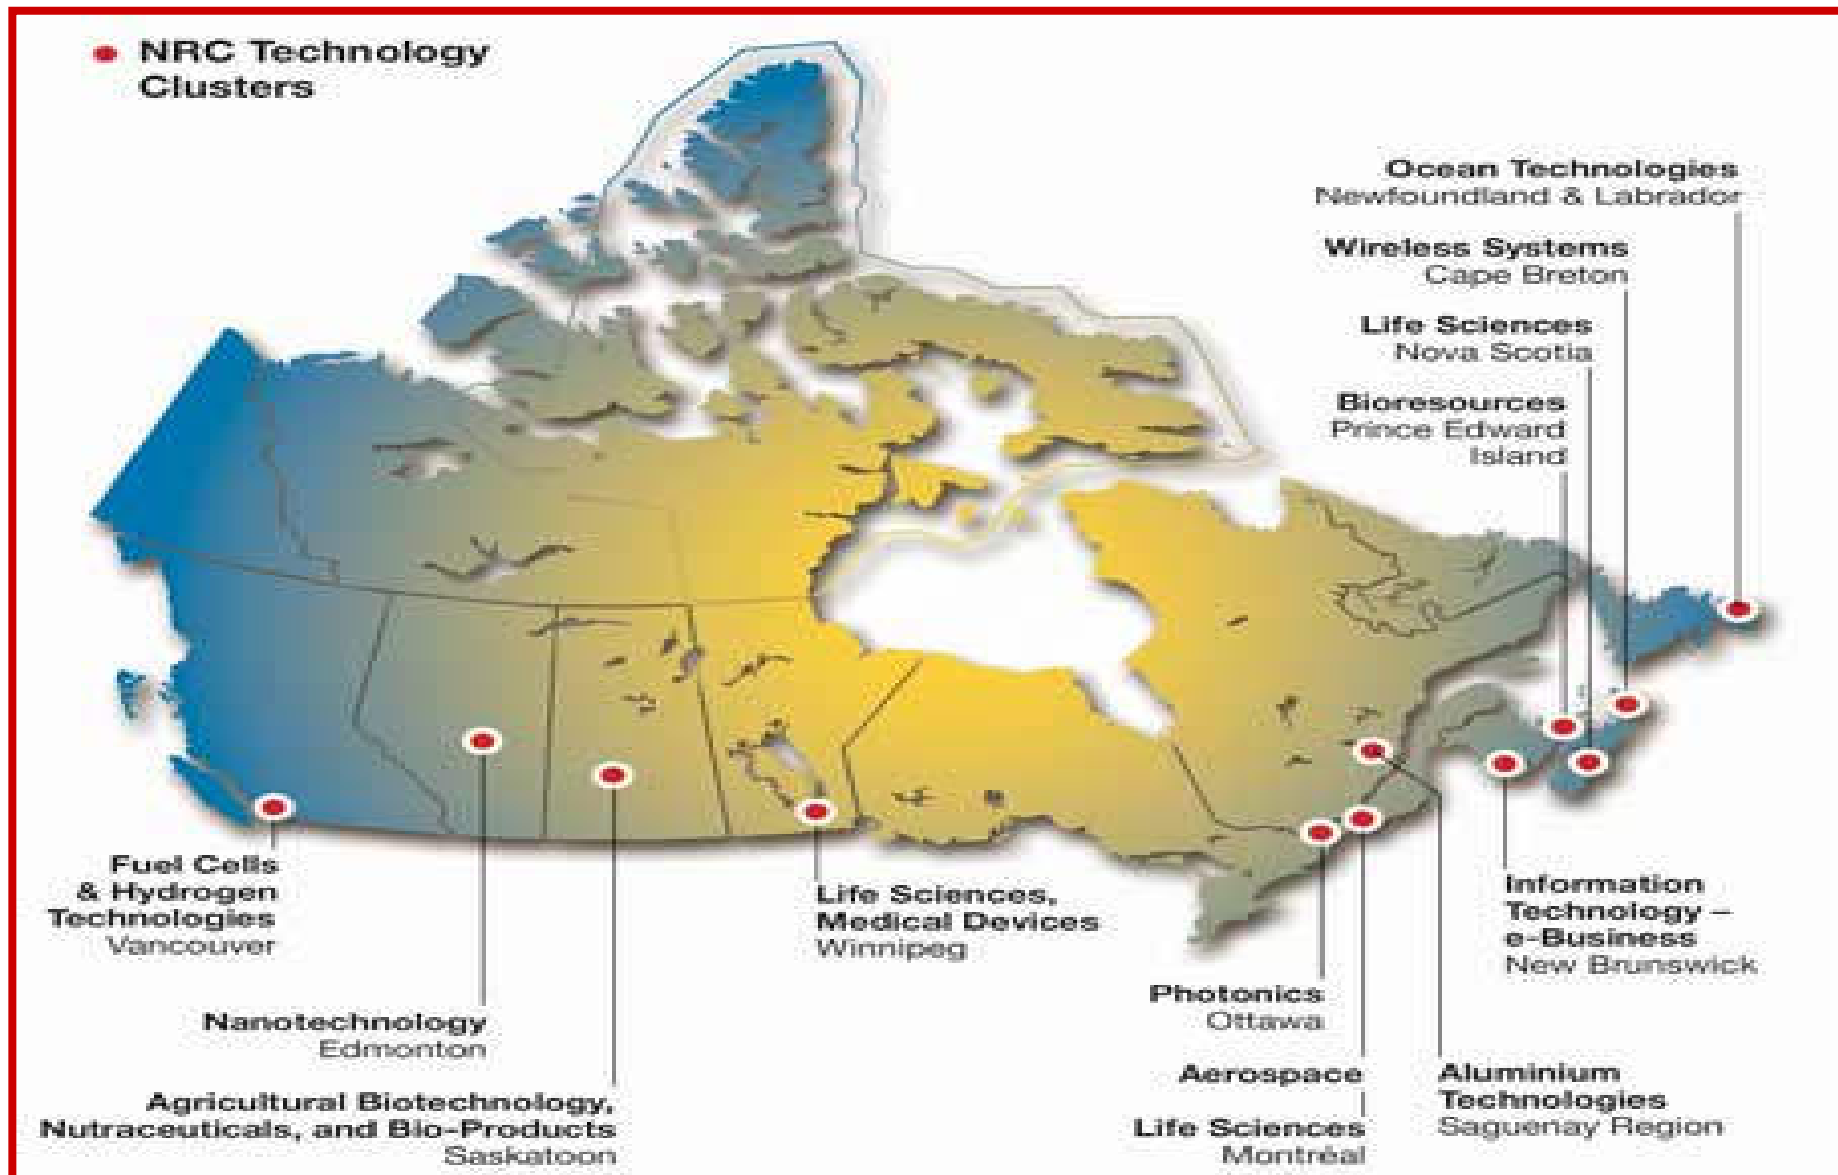 NRC Technology
Clusters
Ocean Technologies
Newfoundland & Labrador
Wireless Systems
Cape Breton
Life Sciences
Nova Scotia
Bioresources
Prince Edward
Island
Fuel Cells
& Hydrogen
Technologies
Vancouver
Nanotechnology
Edmonton
Agricultural Biotechnology,
Nutraceuticals, and Bio-Products
Saskatoon
Life Sciences,
Medical Devices
Winnipeg
Photonics
Ottawa
Aerospace
Life Sciences
Montréal
Aluminium
Technologies
Saguenay Region
Information
Technology –
e-Business
New Brunswick